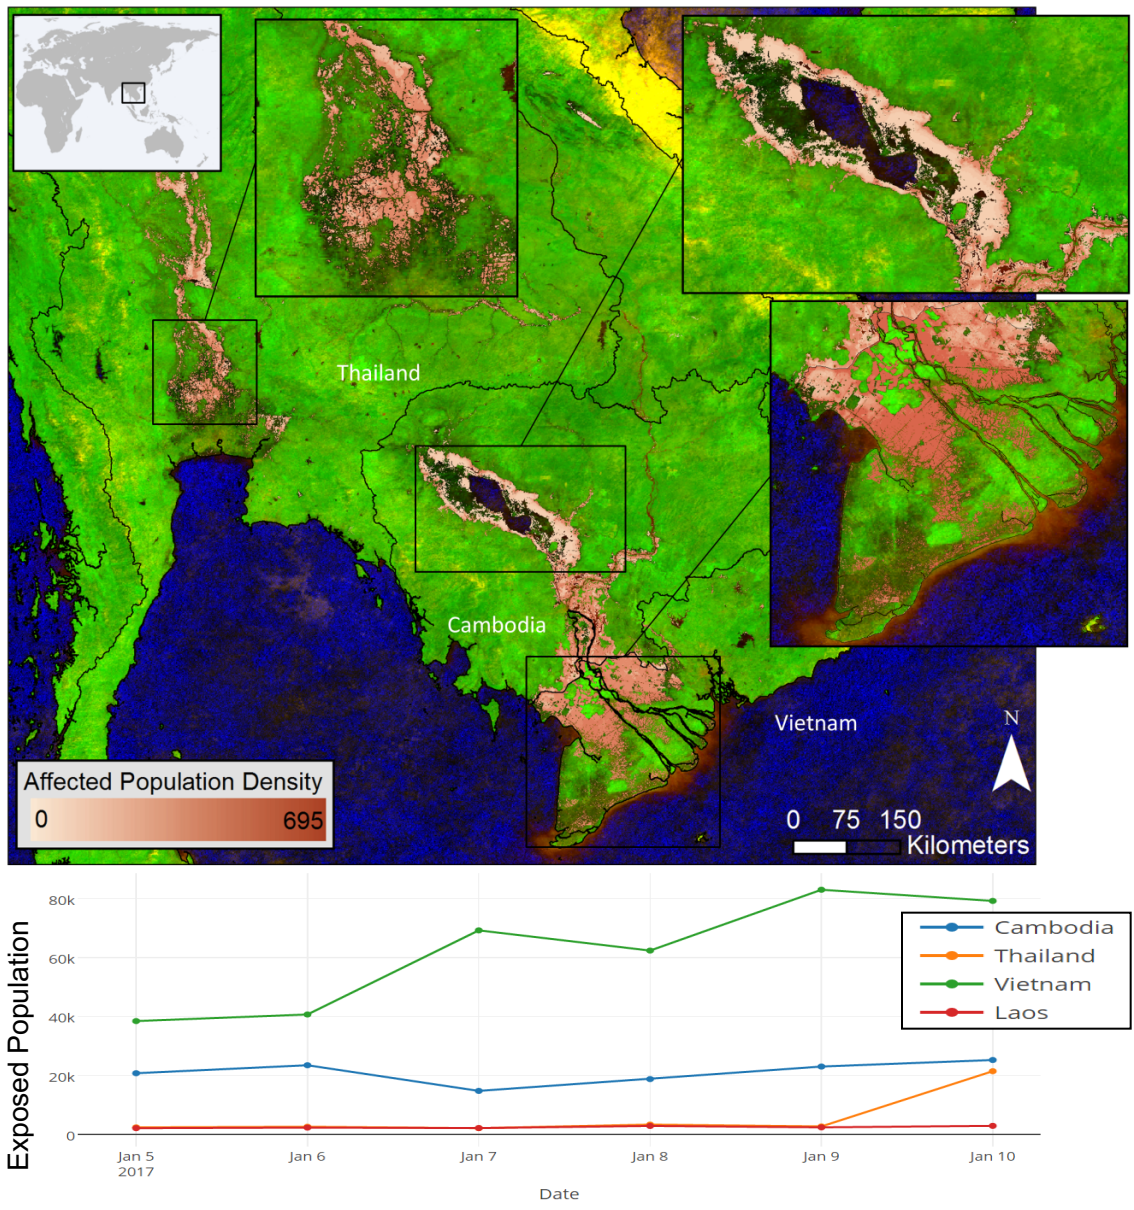 Thailand
Cambodia
Vietnam
N
Affected Population Density
0
695
0 75 150
Kilometers
Exposed Population
80k
60k
40k
20k
0
Jan 5
2017
Jan 6
Jan 7
Jan 8
Jan 9
Jan 10
Date
Cambodia
Thailand
Vietnam
Laos